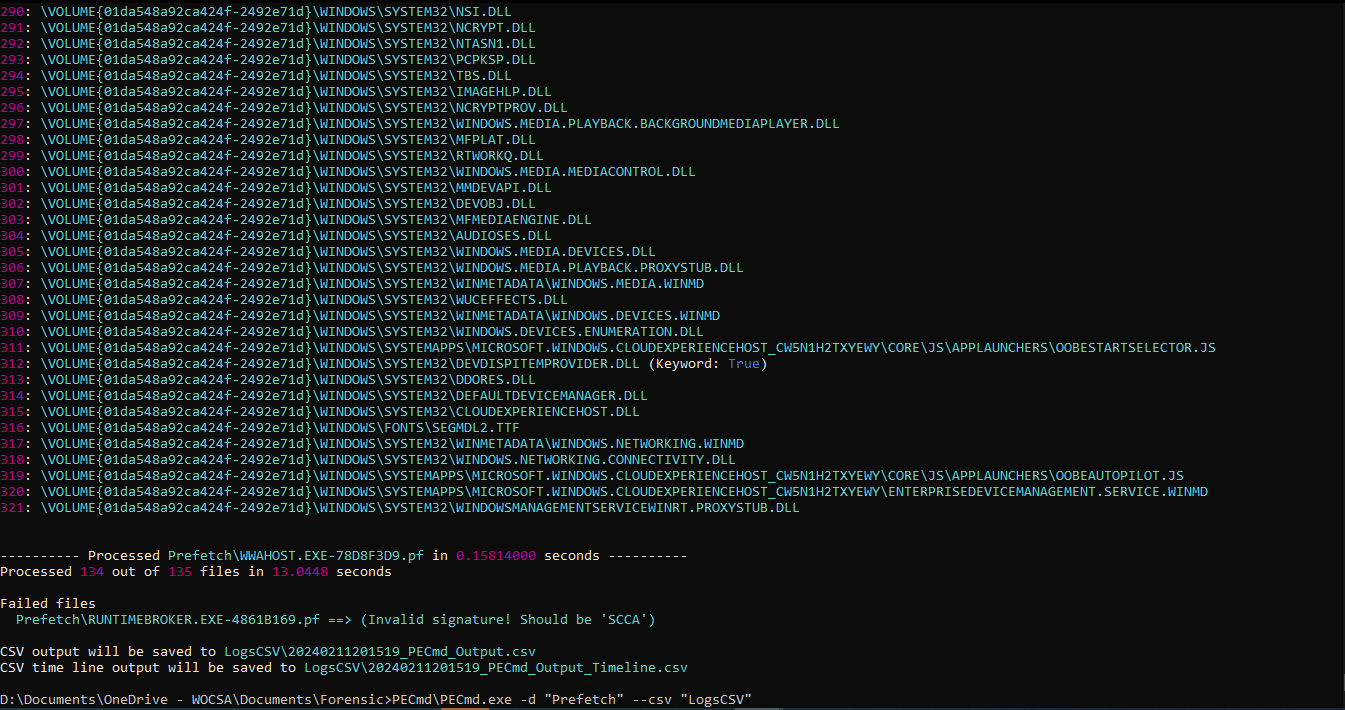 290: \VOLUME{01da548a92ca424f-2492e71d}\WINDOWS\SYSTEM32\NSI.DLL
291: \VOLUME{01da548a92ca424f-2492e71d}\WINDOWS\SYSTEM32\NCRYPT.DLL
292: \VOLUME{01da548a92ca424f-2492e71d}\WINDOWS\SYSTEM32\NTASN1.DLL
293: \VOLUME{01da548a92ca424f-2492e71d}\WINDOWS\SYSTEM32\PCPKSP.DLL
294: \VOLUME{01da548a92ca424f-2492e71d}\WINDOWS\SYSTEM32\TBS.DLL
295: \VOLUME{01da548a92ca424f-2492e71d}\WINDOWS\SYSTEM32\IMAGEHLP.DLL
296: \VOLUME{01da548a92ca424f-2492e71d}\WINDOWS\SYSTEM32\NCRYPTPROV.DLL
297: \VOLUME{01da548a92ca424f-2492e71d}\WINDOWS\SYSTEM32\WINDOWS.MEDIA.PLAYBACK.BACKGROUNDMEDIAPLAYER.DLL
298: \VOLUME{01da548a92ca424f-2492e71d}\WINDOWS\SYSTEM32\MFPLAT.DLL
299: \VOLUME{01da548a92ca424f-2492e71d}\WINDOWS\SYSTEM32\RTWORKQ.DLL
300: \VOLUME{01da548a92ca424f-2492e71d}\WINDOWS\SYSTEM32\WINDOWS.MEDIA.MEDIACONTROL.DLL
301: \VOLUME{01da548a92ca424f-2492e71d}\WINDOWS\SYSTEM32\MMDEVAPI.DLL
302: \VOLUME{01da548a92ca424f-2492e71d}\WINDOWS\SYSTEM32\DEVOBJ.DLL
303: \VOLUME{01da548a92ca424f-2492e71d}\WINDOWS\SYSTEM32\MFMEDIAENGINE.DLL
304: \VOLUME{01da548a92ca424f-2492e71d}\WINDOWS\SYSTEM32\AUDIOSES.DLL
305: \VOLUME{01da548a92ca424f-2492e71d}\WINDOWS\SYSTEM32\WINDOWS.MEDIA.DEVICES.DLL
306: \VOLUME{01da548a92ca424f-2492e71d}\WINDOWS\SYSTEM32\WINDOWS.MEDIA.PLAYBACK.PROXYSTUB.DLL
307: \VOLUME{01da548a92ca424f-2492e71d}\WINDOWS\SYSTEM32\WINMETADATA\WINDOWS.MEDIA.WINMD
308: \VOLUME{01da548a92ca424f-2492e71d}\WINDOWS\SYSTEM32\WUCEFFECTS.DLL
309: \VOLUME{01da548a92ca424f-2492e71d}\WINDOWS\SYSTEM32\WINMETADATA\WINDOWS.DEVICES.WINMD
310: \VOLUME{01da548a92ca424f-2492e71d}\WINDOWS\SYSTEM32\WINDOWS.DEVICES.ENUMERATION.DLL
311: \VOLUME{01da548a92ca424f-2492e71d}\WINDOWS\SYSTEMAPPS\MICROSOFT.WINDOWS.CLOUDEXPERIENCEHOST_CW5N1H2TXYEWY\CORE\JS\APPLAUNCHERS\OOBESTARTSELECTOR.JS
312: \VOLUME{01da548a92ca424f-2492e71d}\WINDOWS\SYSTEM32\DEVDISPITEMPROVIDER.DLL (Keyword: True)
313: \VOLUME{01da548a92ca424f-2492e71d}\WINDOWS\SYSTEM32\DDORES.DLL
314: \VOLUME{01da548a92ca424f-2492e71d}\WINDOWS\SYSTEM32\DEFAULTDEVICEMANAGER.DLL
315: \VOLUME{01da548a92ca424f-2492e71d}\WINDOWS\SYSTEM32\CLOUDEXPERIENCEHOST.DLL
316: \VOLUME{01da548a92ca424f-2492e71d}\WINDOWS\FONTS\SEGMDL2.TTF
317: \VOLUME{01da548a92ca424f-2492e71d}\WINDOWS\SYSTEM32\WINMETADATA\WINDOWS.NETWORKING.WINMD
318: \VOLUME{01da548a92ca424f-2492e71d}\WINDOWS\SYSTEM32\WINDOWS.NETWORKING.CONNECTIVITY.DLL
319: \VOLUME{01da548a92ca424f-2492e71d}\WINDOWS\SYSTEMAPPS\MICROSOFT.WINDOWS.CLOUDEXPERIENCEHOST_CW5N1H2TXYEWY\CORE\JS\APPLAUNCHERS\OOBEAUTOPILOT.JS
320: \VOLUME{01da548a92ca424f-2492e71d}\WINDOWS\SYSTEMAPPS\MICROSOFT.WINDOWS.CLOUDEXPERIENCEHOST_CW5N1H2TXYEWY\ENTERPRISEDEVICEMANAGEMENT.SERVICE.WINMD
321: \VOLUME{01da548a92ca424f-2492e71d}\WINDOWS\SYSTEM32\WINDOWSMANAGEMENTSERVICEWINRT.PROXYSTUB.DLL
---------- Processed Prefetch\WWAHOST.EXE-78D8F3D9.pf in 0.15814000 seconds ----------
Processed 134 out of 135 files in 13.0448 seconds
Failed files
Prefetch\RUNTIMEBROKER.EXE-4861B169.pf ==> (Invalid signature! Should be 'SCCA')
CSV output will be saved to LogsCSV\20240211201519_PECmd_Output.csv
CSV time line output will be saved to LogsCSV\20240211201519_PECmd_Output_Timeline.csv
D:\Documents\OneDrive - WOCSA\Documents\Forensic>PECmd\PECmd.exe -d "Prefetch" --csv "LogsCSV"